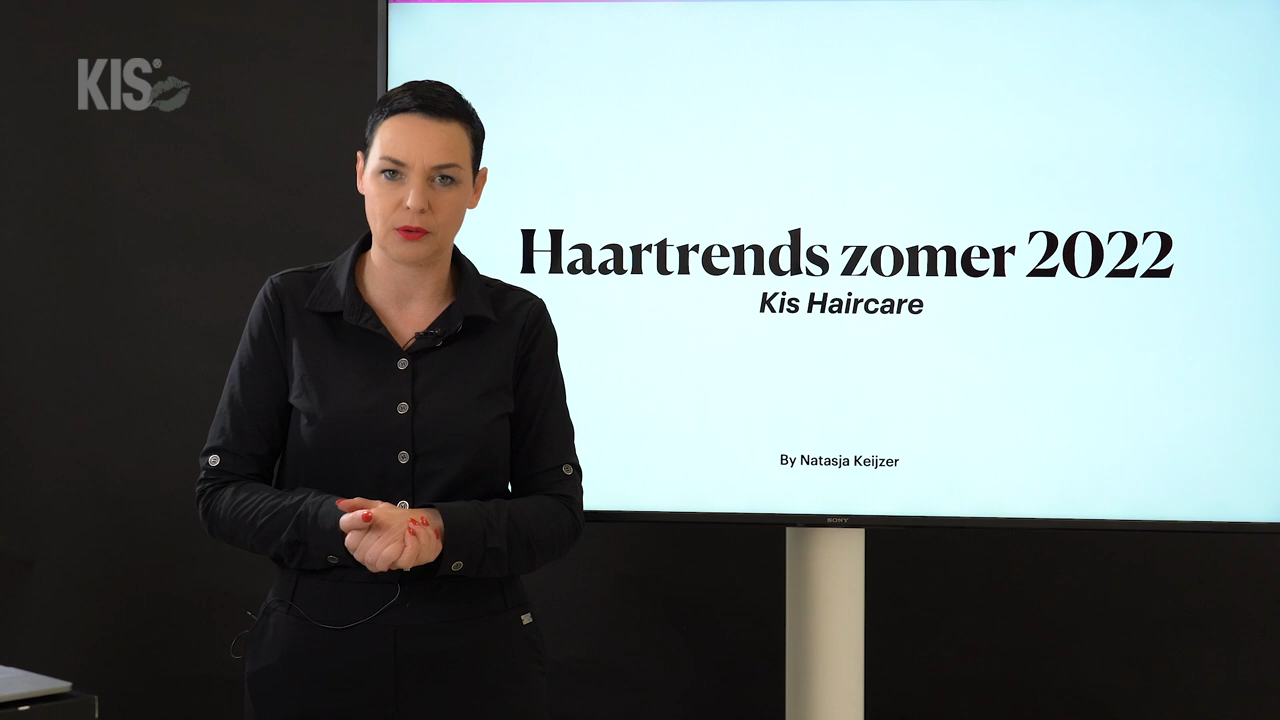 KIS®
Haartrends zomer 2022
Kis Haircare
By Natasja Keijzer
SONY